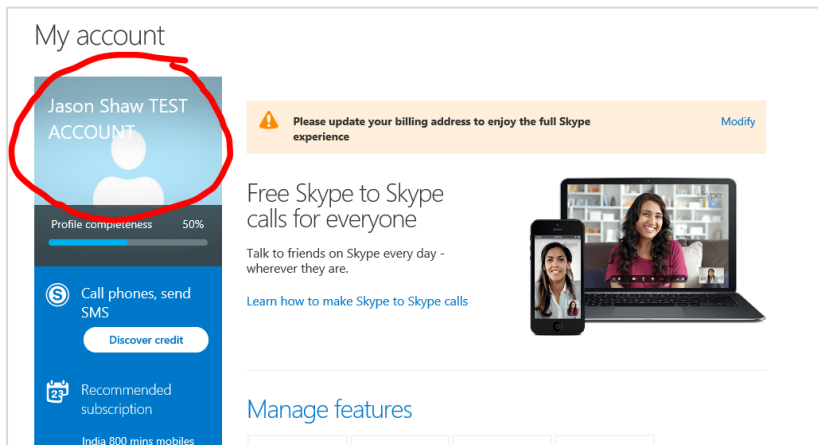 My account
Jason Shaw TEST
ACCOUNT
Profile completeness 50%
Call phones, send
SMS
Discover credit
23
Recommended
subscription
India 800 mins mobiles
Please update your billing address to enjoy the full Skype
experience
Modify
Free Skype to Skype
calls for everyone
Talk to friends on Skype every day -
wherever they are.
Learn how to make Skype to Skype calls
skype
Manage features